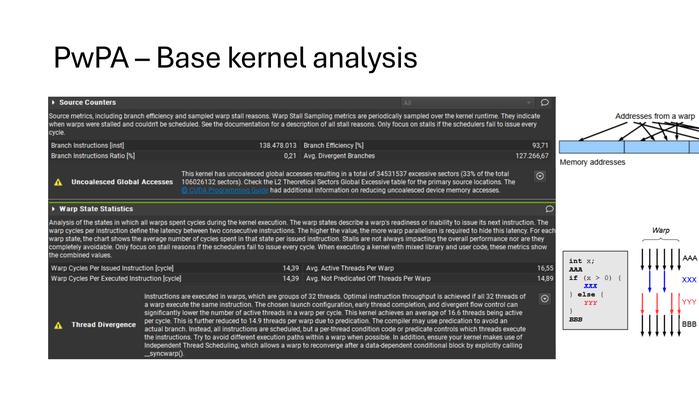 PwPA – Base kernel analysis
Source Counters
All
Source metrics, including branch efficiency and sampled warp stall reasons. Warp Stall Sampling metrics are periodically sampled over the kernel runtime. They indicate
when warps were stalled and couldn't be scheduled. See the documentation for a description of all stall reasons. Only focus on stalls if the schedulers fail to issue every
cycle.
Branch Instructions [inst] 138.478.013 Branch Efficiency [%] 93,71
Branch Instructions Ratio [%] 0,21 Avg. Divergent Branches 127.266,67
Uncoalesced Global Accesses
This kernel has uncoalesced global accesses resulting in a total of 34531537 excessive sectors (33% of the total
106026132 sectors). Check the L2 Theoretical Sectors Global Excessive table for the primary source locations. The
CUDA Programming Guide had additional information on reducing uncoalesced device memory accesses.
Warp State Statistics
Analysis of the states in which all warps spent cycles during the kernel execution. The warp states describe a warp's readiness or inability to issue its next instruction. The
warp cycles per instruction define the latency between two consecutive instructions. The higher the value, the more warp parallelism is required to hide this latency. For each
warp state, the chart shows the average number of cycles spent in that state per issued instruction. Stalls are not always impacting the overall performance nor are they
completely avoidable. Only focus on stall reasons if the schedulers fail to issue every cycle. When executing a kernel with mixed library and user code, these metrics show
the combined values.
Warp Cycles Per Issued Instruction [cycle] 14,39 Avg. Active Threads Per Warp 16,55
Warp Cycles Per Executed Instruction [cycle] 14,39 Avg. Not Predicated Off Threads Per Warp 14,89
Thread Divergence
Instructions are executed in warps, which are groups of 32 threads. Optimal instruction throughput is achieved if all 32 threads of
a warp execute the same instruction. The chosen launch configuration, early thread completion, and divergent flow control can
significantly lower the number of active threads in a warp per cycle. This kernel achieves an average of 16.6 threads being active
per cycle. This is further reduced to 14.9 threads per warp due to predication. The compiler may use predication to avoid an
actual branch. Instead, all instructions are scheduled, but a per-thread condition code or predicate controls which threads execute
the instructions. Try to avoid different execution paths within a warp when possible. In addition, ensure your kernel makes use of
Independent Thread Scheduling, which allows a warp to reconverge after a data-dependent conditional block by explicitly calling
__syncwarp().
Addresses from a warp
Memory addresses
int x;
AAA
if (x > 0) {
XXX
} else {
YYY
}
BBB
Warp
AAA
XXX
YYY
BBB